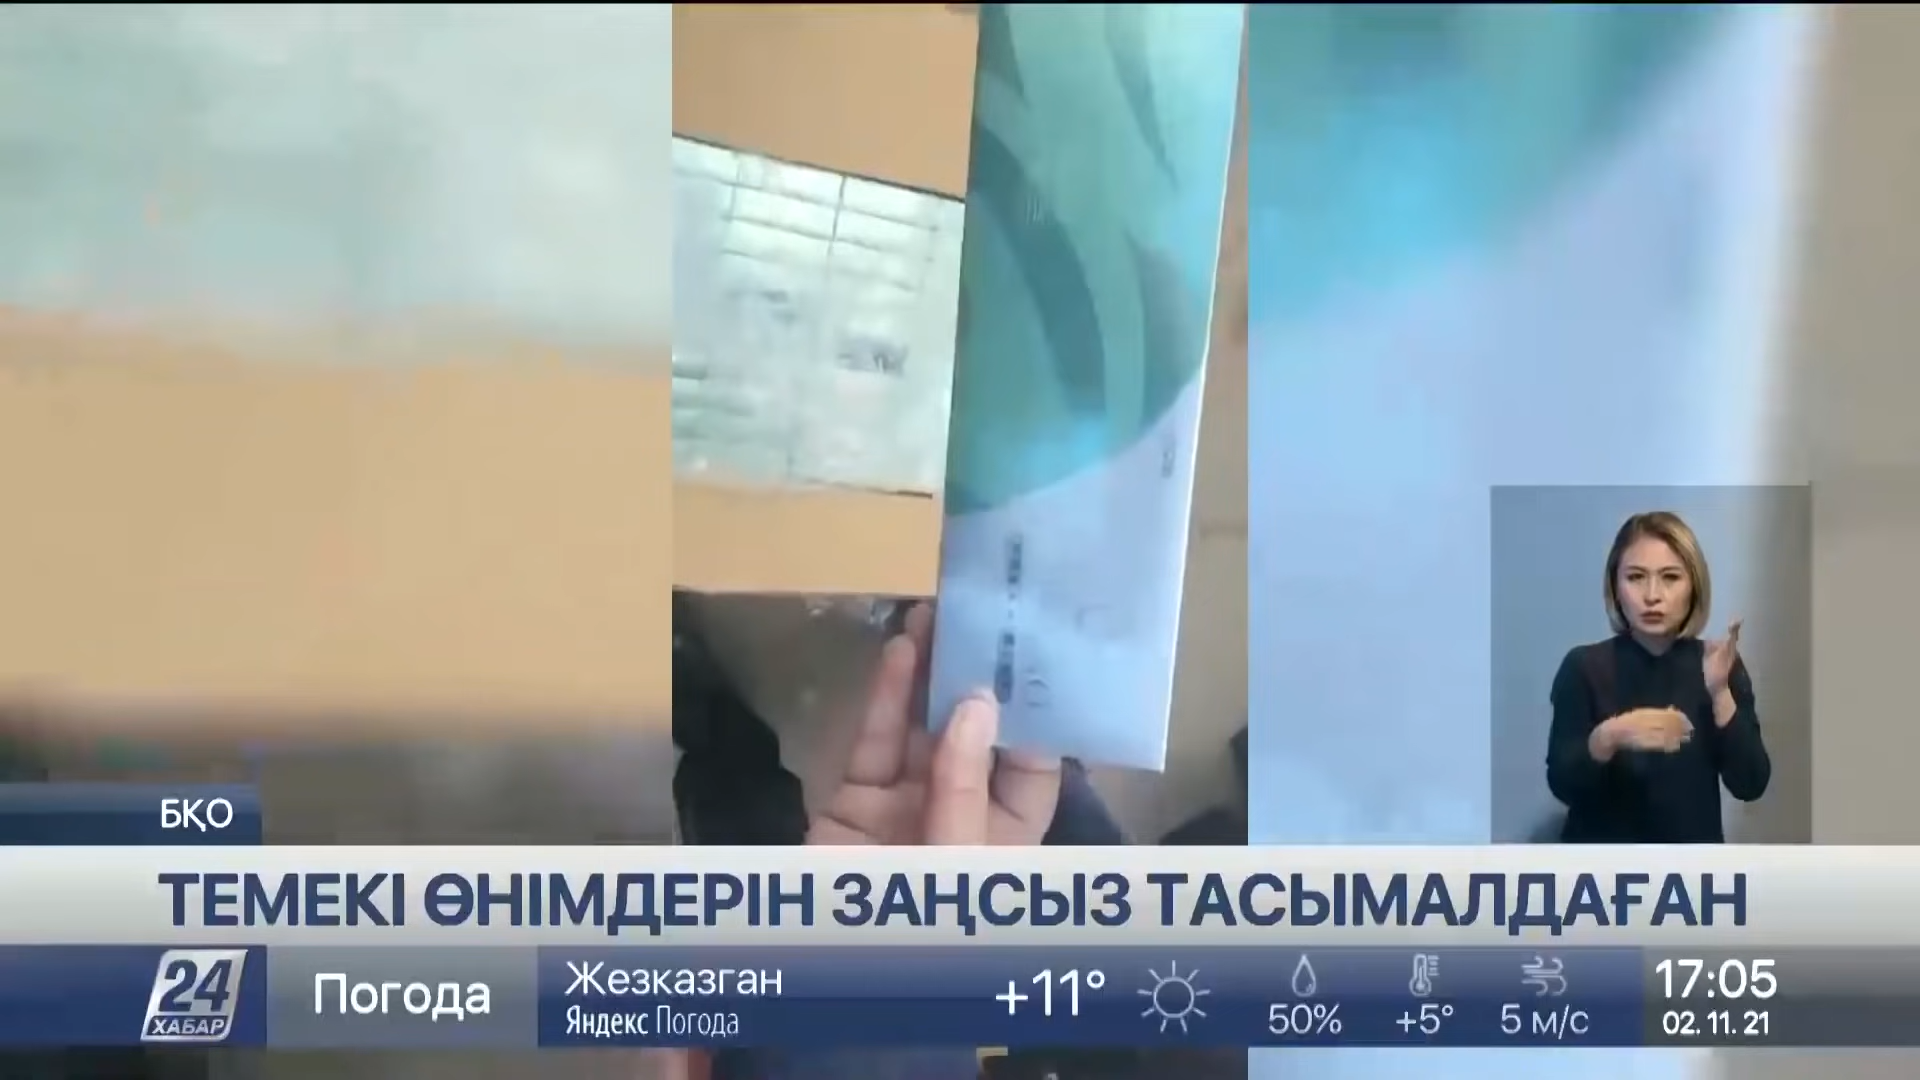 БҚО
ТЕМЕКІ ӨНІМДЕРІН ЗАҢСЫЗ ТАСЫМАЛДАҒАН
24
ХАБАР
Погода
Жезказган
Яндекс Погода
+11°
50%
+5°
5 м/с
17:05
02. 11. 21